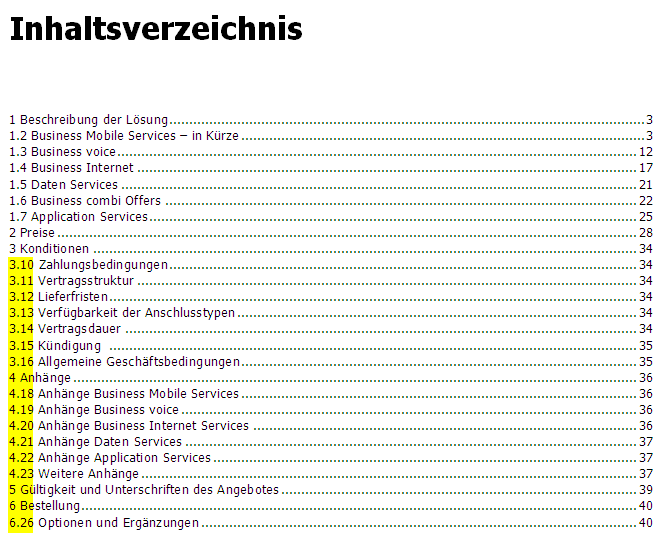 Inhaltsverzeichnis
1 Beschreibung der Lösung 3
1.2 Business Mobile Services – in Kürze 3
1.3 Business voice 12
1.4 Business Internet 17
1.5 Daten Services 21
1.6 Business combi Offers 22
1.7 Application Services 25
2 Preise 28
3 Konditionen 34
3.10 Zahlungsbedingungen 34
3.11 Vertragsstruktur 34
3.12 Lieferfristen 34
3.13 Verfügbarkeit der Anschlusstypen 34
3.14 Vertragsdauer 34
3.15 Kündigung 35
3.16 Allgemeine Geschäftsbedingungen 35
4 Anhänge 36
4.18 Anhänge Business Mobile Services 36
4.19 Anhänge Business voice 36
4.20 Anhänge Business Internet Services 36
4.21 Anhänge Daten Services 37
4.22 Anhänge Application Services 37
4.23 Weitere Anhänge 37
5 Gültigkeit und Unterschriften des Angebotes 39
6 Bestellung 40
6.26 Optionen und Ergänzungen 40